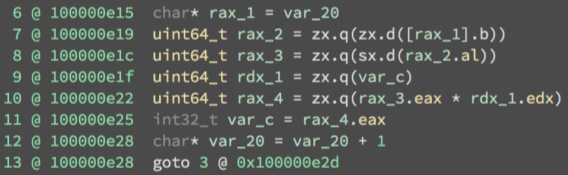 6 @ 100000e15 char* rax_1 = var_20
7 @ 100000e19 uint64_t rax_2 = zx.q(zx.d([rax_1].b))
8 @ 100000e1c uint64_t rax_3 = zx.q(sx.d(rax_2.al))
9 @ 100000e1f uint64_t rdx_1 = zx.q(var_c)
10 @ 100000e22 uint64_t rax_4 = zx.q(rax_3.eax * rdx_1.edx)
11 @ 100000e25 int32_t var_c = rax_4.eax
12 @ 100000e28 char* var_20 = var_20 + 1
13 @ 100000e28 goto 3 @ 0x100000e2d